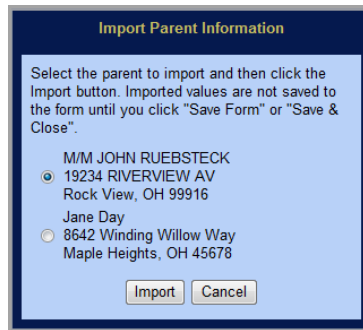 Import Parent Information
Select the parent to import and then click the
Import button. Imported values are not saved to
the form until you click "Save Form" or "Save &
Close".
M/M JOHN RUEBSTECK
19234 RIVERVIEW AV
Rock View, OH 99916
Jane Day
8642 Winding Willow Way
Maple Heights, OH 45678
Import Cancel